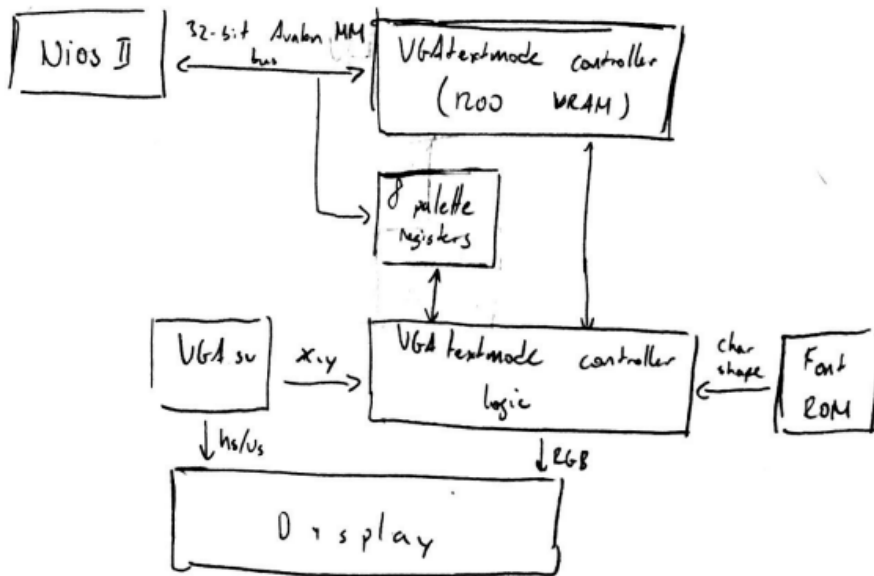 32-bit Avalon MM
bus
Nios II
VGA textmode controller
(1200 VRAM)
8 palette
registers
VGA sv
x,y
VGA textmode controller
logic
char
shape
Font
ROM
hs/vs
RGB
Display